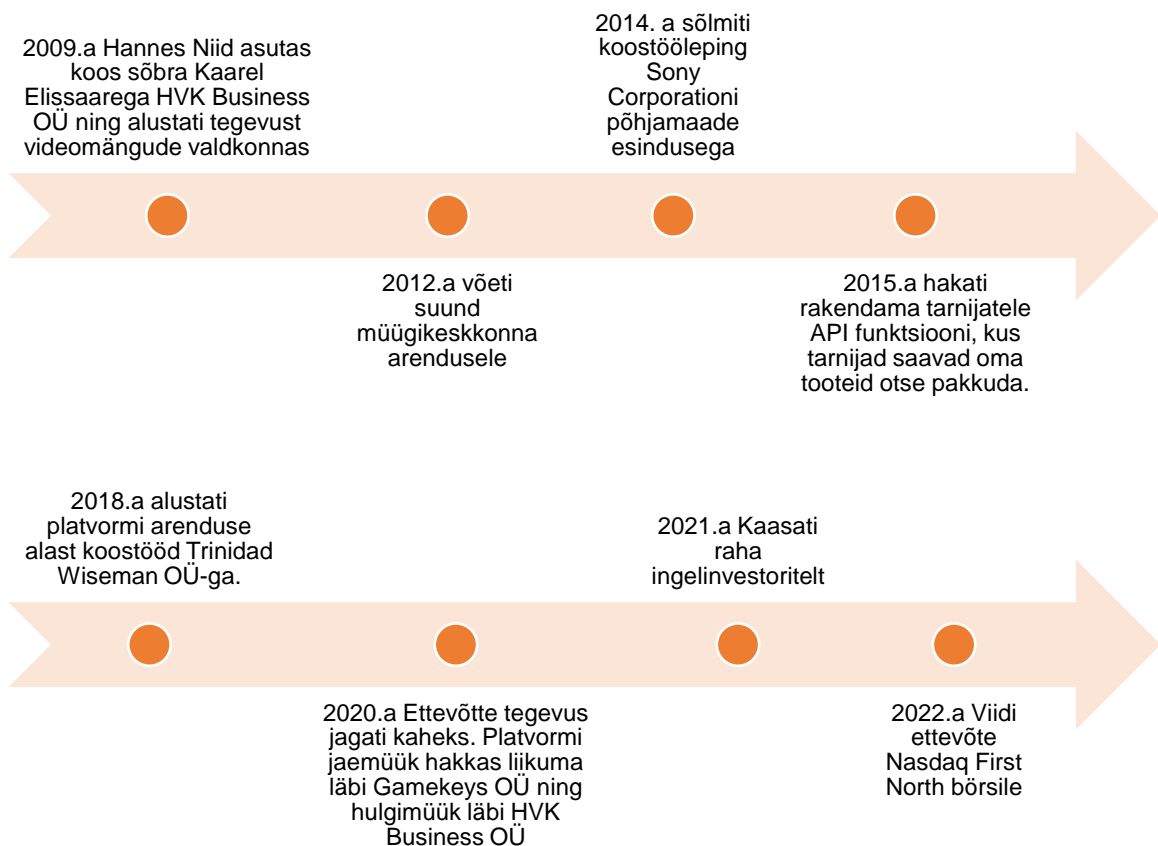 2009.a Hannes Niid asutas
koos sõbra Kaarel
Elissaarega HVK Business
OÜ ning alustati tegevust
videomängude valdkonnas
2012.a võeti
suund
müügikeskkonna
arendusele
2014. a sõlmiti
koostööleping
Sony
Corporationi
põhjamaade
esindusega
2015.a hakati
rakendama tarnijatele
API funktsiooni, kus
tarnijad saavad oma
tooteid otse pakkuda.
2018.a alustati
platvormi arenduse
alast koostööd Trinidad
Wiseman OÜ-ga.
2020.a Ettevõtte tegevus
jagati kaheks. Platvormi
jaemüük hakkas liikuma
läbi Gamekeys OÜ ning
hulgimüük läbi HVK
Business OÜ
2021.a Kaasati
raha
ingelinvestoritelt
2022.a Viidi
ettevõte
Nasdaq First
North börsile